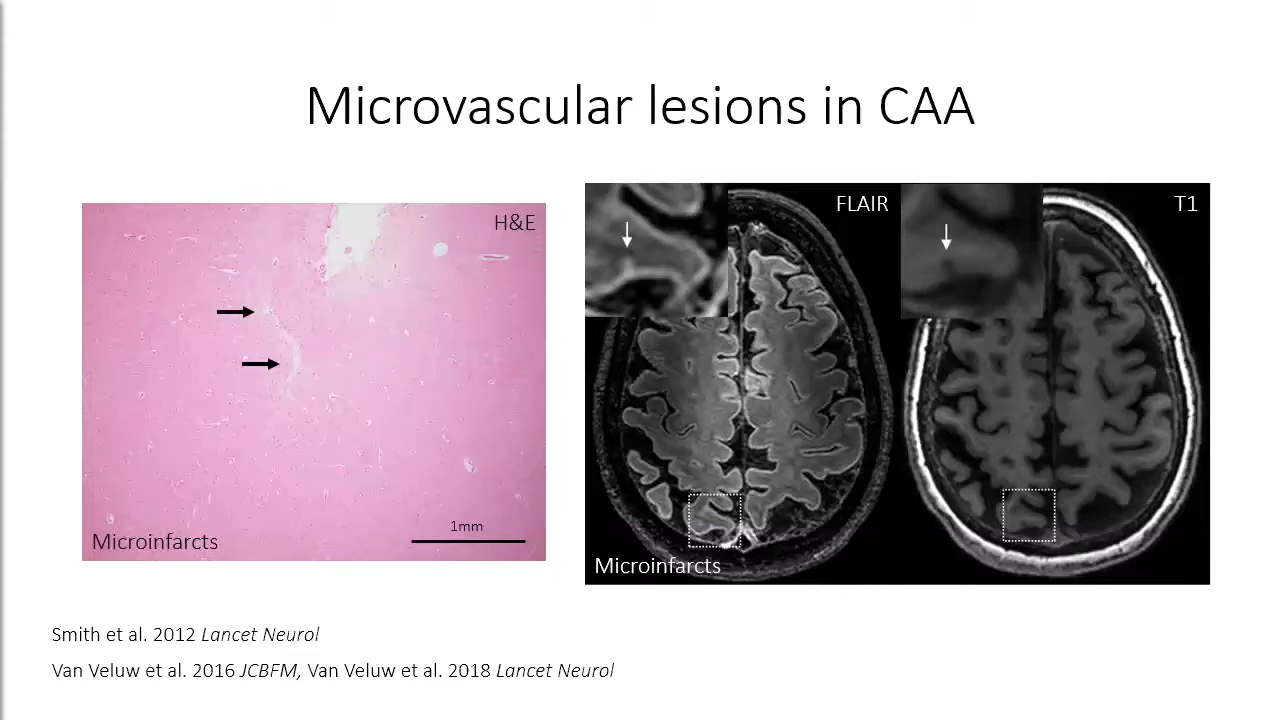 Microvascular lesions in CAA
H&E
1mm
Microinfarcts
FLAIR
T1
Microinfarcts
Smith et al. 2012 Lancet Neurol
Van Veluw et al. 2016 JCBFM, Van Veluw et al. 2018 Lancet Neurol